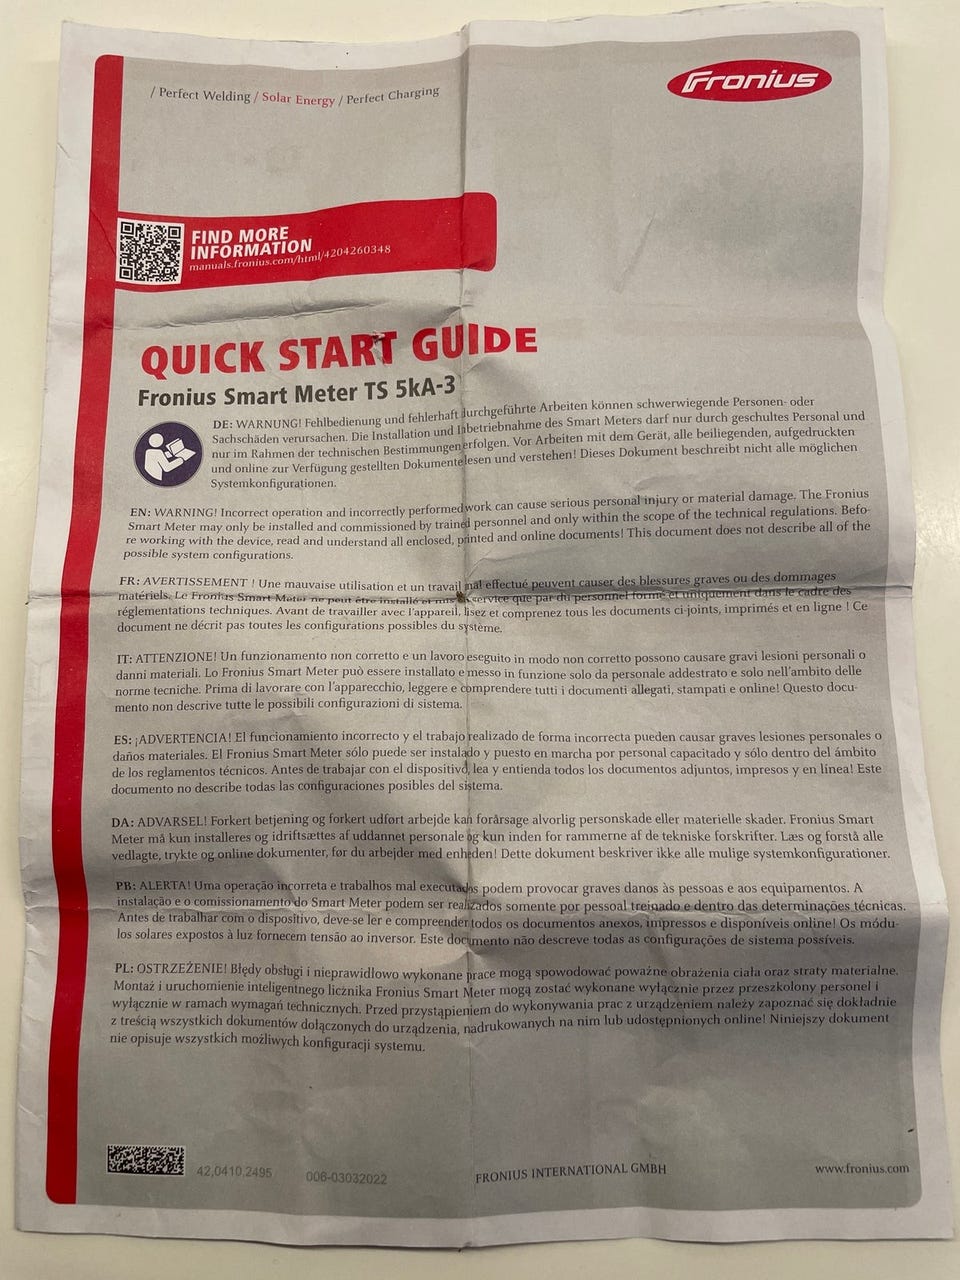 / Perfect Welding / Solar Energy / Perfect Charging
Fronius
FIND MORE
INFORMATION
manuals.fronius.com/html/4204260348
QUICK START GUIDE
Fronius Smart Meter TS 5kA-3
DE: WARNUNG! Fehlbedienung und fehlerhaft durchgeführte Arbeiten können schwerwiegende Personen- oder
Sachschäden verursachen. Die Installation und Inbetriebnahme des Smart Meters darf nur durch geschultes Personal und
nur im Rahmen der technischen Bestimmungen erfolgen. Vor Arbeiten mit dem Gerät, alle beiliegenden, aufgedruckten
und online zur Verfügung gestellten Dokumente lesen und verstehen! Dieses Dokument beschreibt nicht alle möglichen
Systemkonfigurationen.
EN: WARNING! Incorrect operation and incorrectly performed work can cause serious personal injury or material damage. The Fronius
Smart Meter may only be installed and commissioned by trained personnel and only within the scope of the technical regulations. Befo-
re working with the device, read and understand all enclosed, printed and online documents! This document does not describe all of the
possible system configurations.
FR: AVERTISSEMENT ! Une mauvaise utilisation et un travail mal effectué peuvent causer des blessures graves ou des dommages
matériels. Le Fronius Smart Meter ne peut être installé et mis en service que par du personnel formé et uniquement dans le cadre des
réglementations techniques. Avant de travailler avec l'appareil, lisez et comprenez tous les documents ci-joints, imprimés et en ligne ! Ce
document ne décrit pas toutes les configurations possibles du système.
IT: ATTENZIONE! Un funzionamento non corretto e un lavoro eseguito in modo non corretto possono causare gravi lesioni personali o
danni materiali. Lo Fronius Smart Meter può essere installato e messo in funzione solo da personale addestrato e solo nell'ambito delle
norme tecniche. Prima di lavorare con l'apparecchio, leggere e comprendere tutti i documenti allegati, stampati e online! Questo docu-
mento non descrive tutte le possibili configurazioni di sistema.
ES: ¡ADVERTENCIA! El funcionamiento incorrecto y el trabajo realizado de forma incorrecta pueden causar graves lesiones personales o
daños materiales. El Fronius Smart Meter sólo puede ser instalado y puesto en marcha por personal capacitado y sólo dentro del ámbito
de los reglamentos técnicos. Antes de trabajar con el dispositivo, lea y entienda todos los documentos adjuntos, impresos y en línea! Este
documento no describe todas las configuraciones posibles del sistema.
DA: ADVARSEL! Forkert betjening og forkert udført arbejde kan forårsage alvorlig personskade eller materielle skader. Fronius Smart
Meter må kun installeres og idriftsættes af uddannet personale og kun inden for rammerne af de tekniske forskrifter. Læs og forstå alle
vedlagte, trykte og online dokumenter, før du arbejder med enheden! Dette dokument beskriver ikke alle mulige systemkonfigurationer.
PB: ALERTA! Uma operação incorreta e trabalhos mal executados podem provocar graves danos às pessoas e aos equipamentos. A
instalação e o comissionamento do Smart Meter podem ser realizados somente por pessoal treinado e dentro das determinações técnicas.
Antes de trabalhar com o dispositivo, deve-se ler e compreender todos os documentos anexos, impressos e disponíveis online! Os módu-
los solares expostos à luz fornecem tensão ao inversor. Este documento não descreve todas as configurações de sistema possíveis.
PL: OSTRZEŻENIE! Błędy obsługi i nieprawidłowo wykonane prace mogą spowodować poważne obrażenia ciała oraz straty materialne.
Montaż i uruchomienie inteligentnego licznika Fronius Smart Meter mogą zostać wykonane wyłącznie przez przeszkolony personel i
wyłącznie w ramach wymagań technicznych. Przed przystąpieniem do wykonywania prac z urządzeniem należy zapoznać się dokładnie
z treścią wszystkich dokumentów dołączonych do urządzenia, nadrukowanych na nim lub udostępnionych online! Niniejszy dokument
nie opisuje wszystkich możliwych konfiguracji systemu.
42,0410,2495 006-03032022 FRONIUS INTERNATIONAL GMBH www.fronius.com